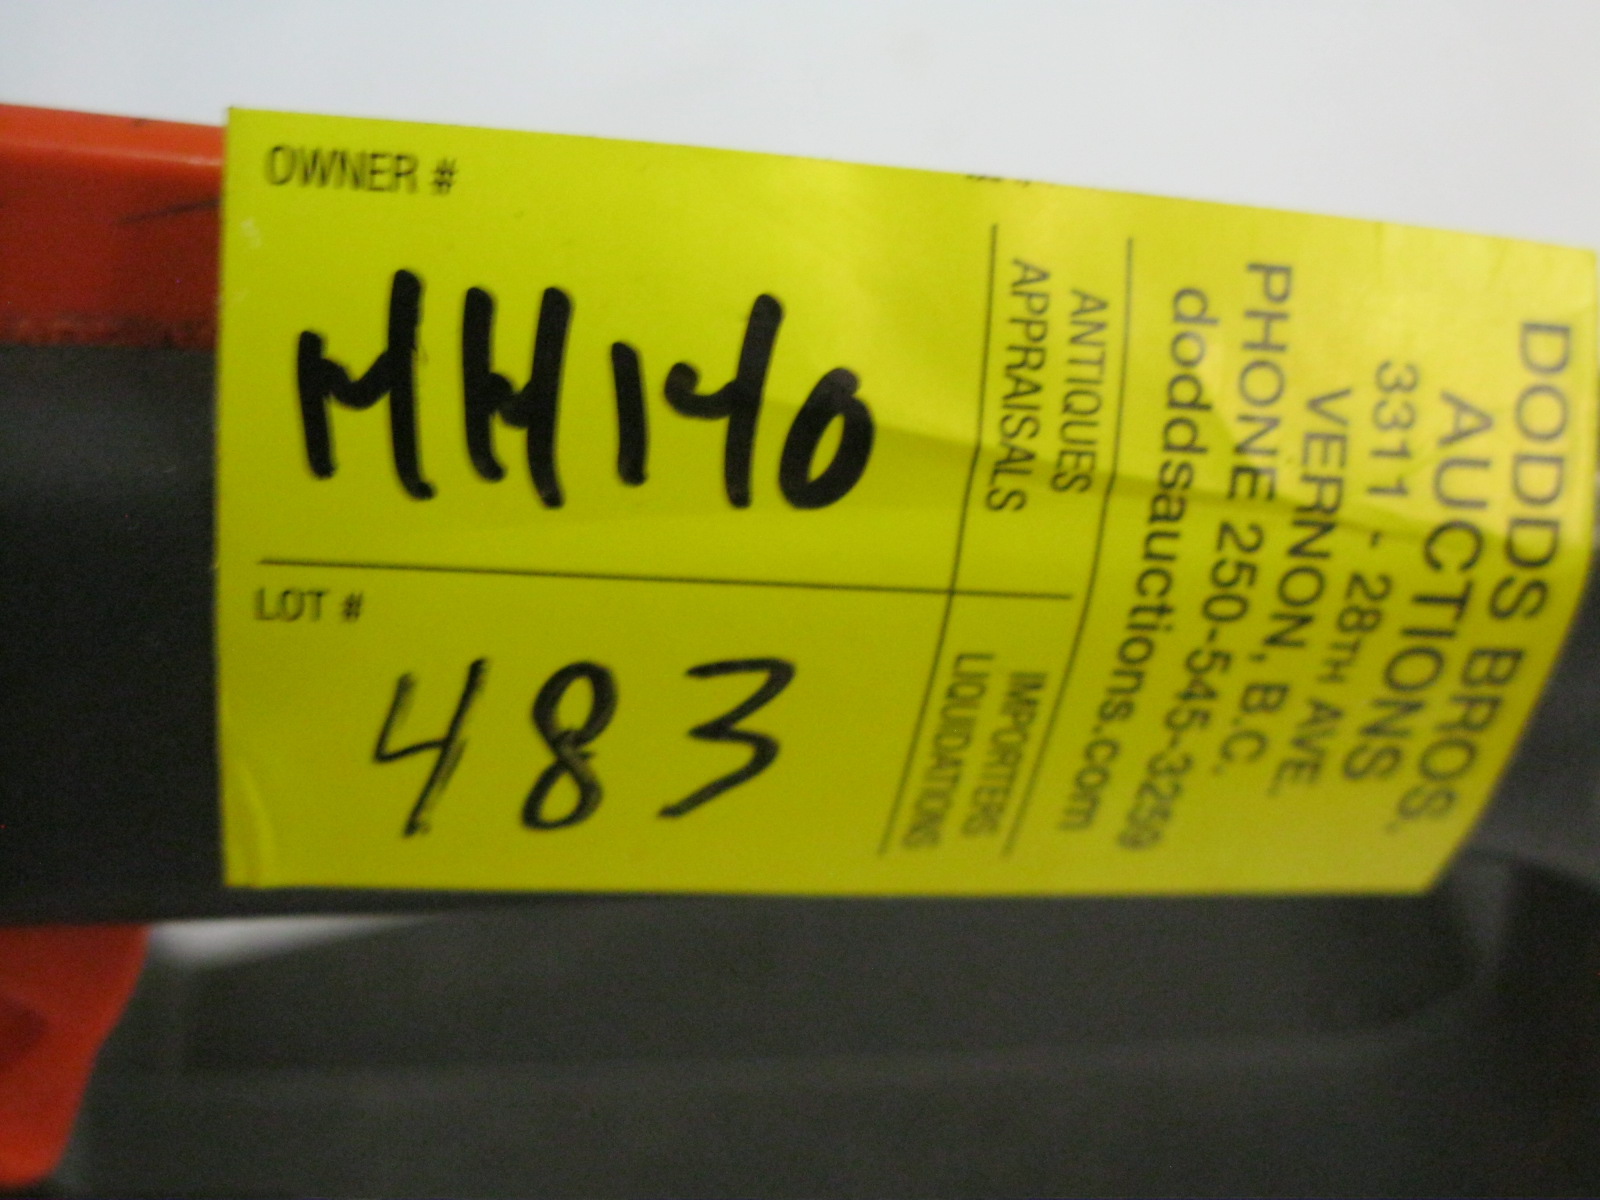 OWNER #
HH140
LOT #
483
DODDS BROS.
AUCTIONS
3311 - 28TH AVE.
VERNON, B.C.
PHONE 250-545-3259
doddsauctions.com
ANTIQUES
APPRAISALS
IMPORTERS
LIQUIDATIONS